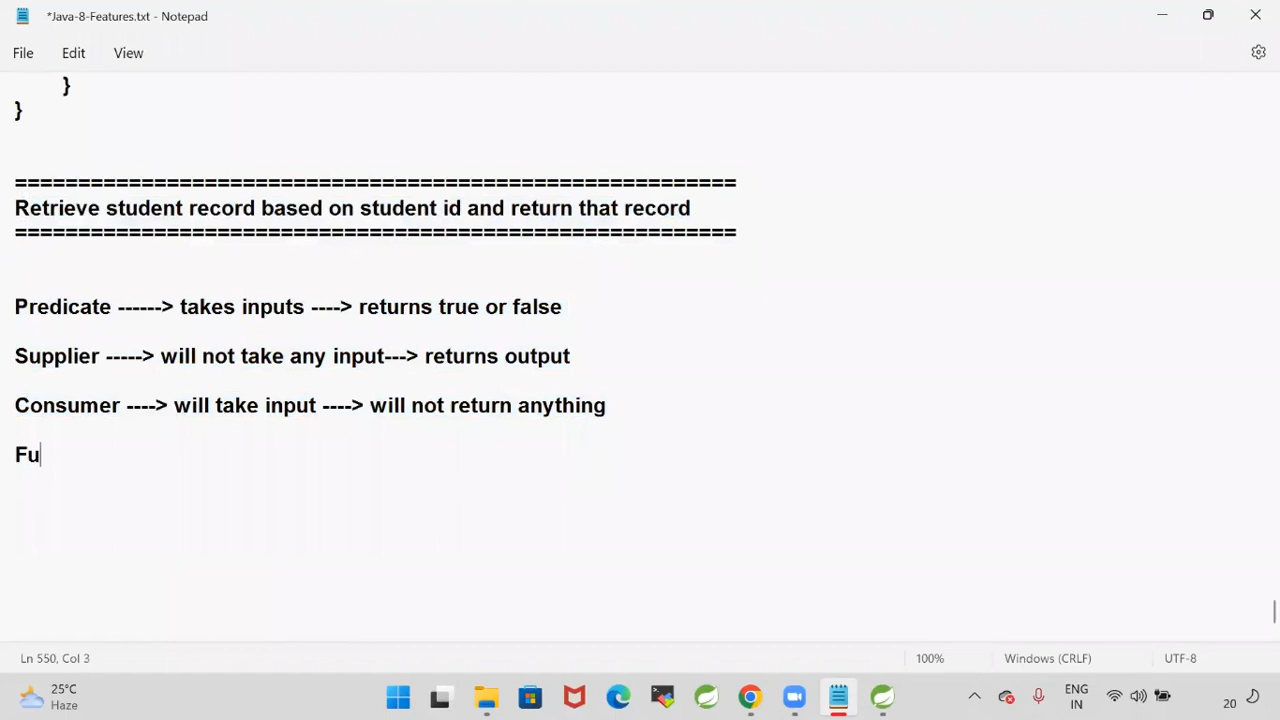 *Java-8-Features.txt - Notepad
File Edit View
}
}
=========================================================
Retrieve student record based on student id and return that record
=========================================================
Predicate ------> takes inputs ----> returns true or false
Supplier -----> will not take any input---> returns output
Consumer ----> will take input ----> will not return anything
Fu
Ln 550, Col 3 100% Windows (CRLF) UTF-8
25°C
Haze
ENG
IN
20